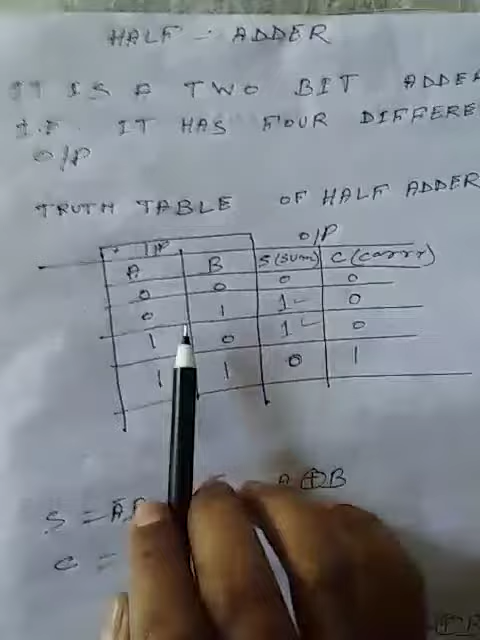 HALF - ADDER
IT IS A TWO BIT ADDER
I.E. IT HAS FOUR DIFFERE
O/P
TRUTH TABLE OF HALF ADDER
I/P O/P
A B S(SUM) C(carry)
0 0 0 0
0 1 1 0
1 0 1 0
1 1 0 1
S = A⊕B
C =